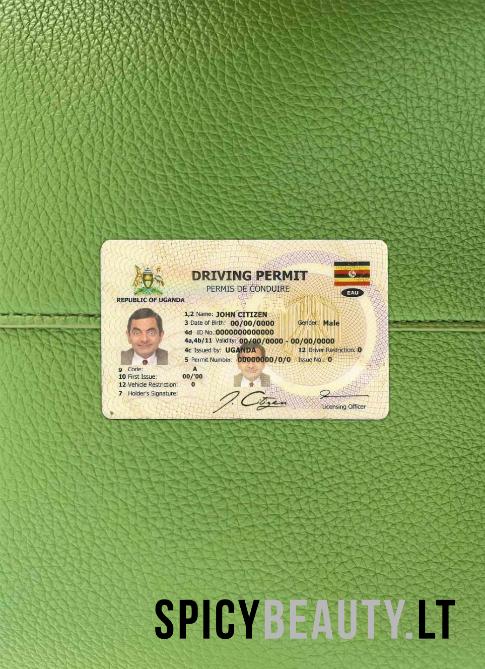 DRIVING PERMIT
PERMIS DE CONDUIRE
REPUBLIC OF UGANDA
EAU
1,2 Name: JOHN CITIZEN
3 Date of Birth: 00/00/0000 Gender: Male
4d ID No. 0000000000000
4a,4b/11 Validity: 00/00/0000 - 00/00/0000
4c Issued by: UGANDA 12 Driver Restriction: 0
5 Permit Number: 00000000/0/0 Issue No.: 0
9 Code: A
10 First Issue: 00/00
12 Vehicle Restriction: 0
7 Holder's Signature:
J. Citzen
Licensing Officer
SPICYBEAUTY.LT